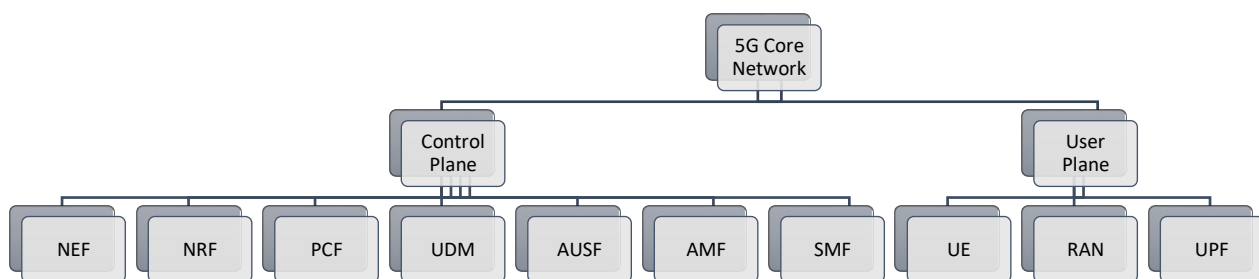 5G Core
Network
Control
Plane
User
Plane
NEF
NRF
PCF
UDM
AUSF
AMF
SMF
UE
RAN
UPF